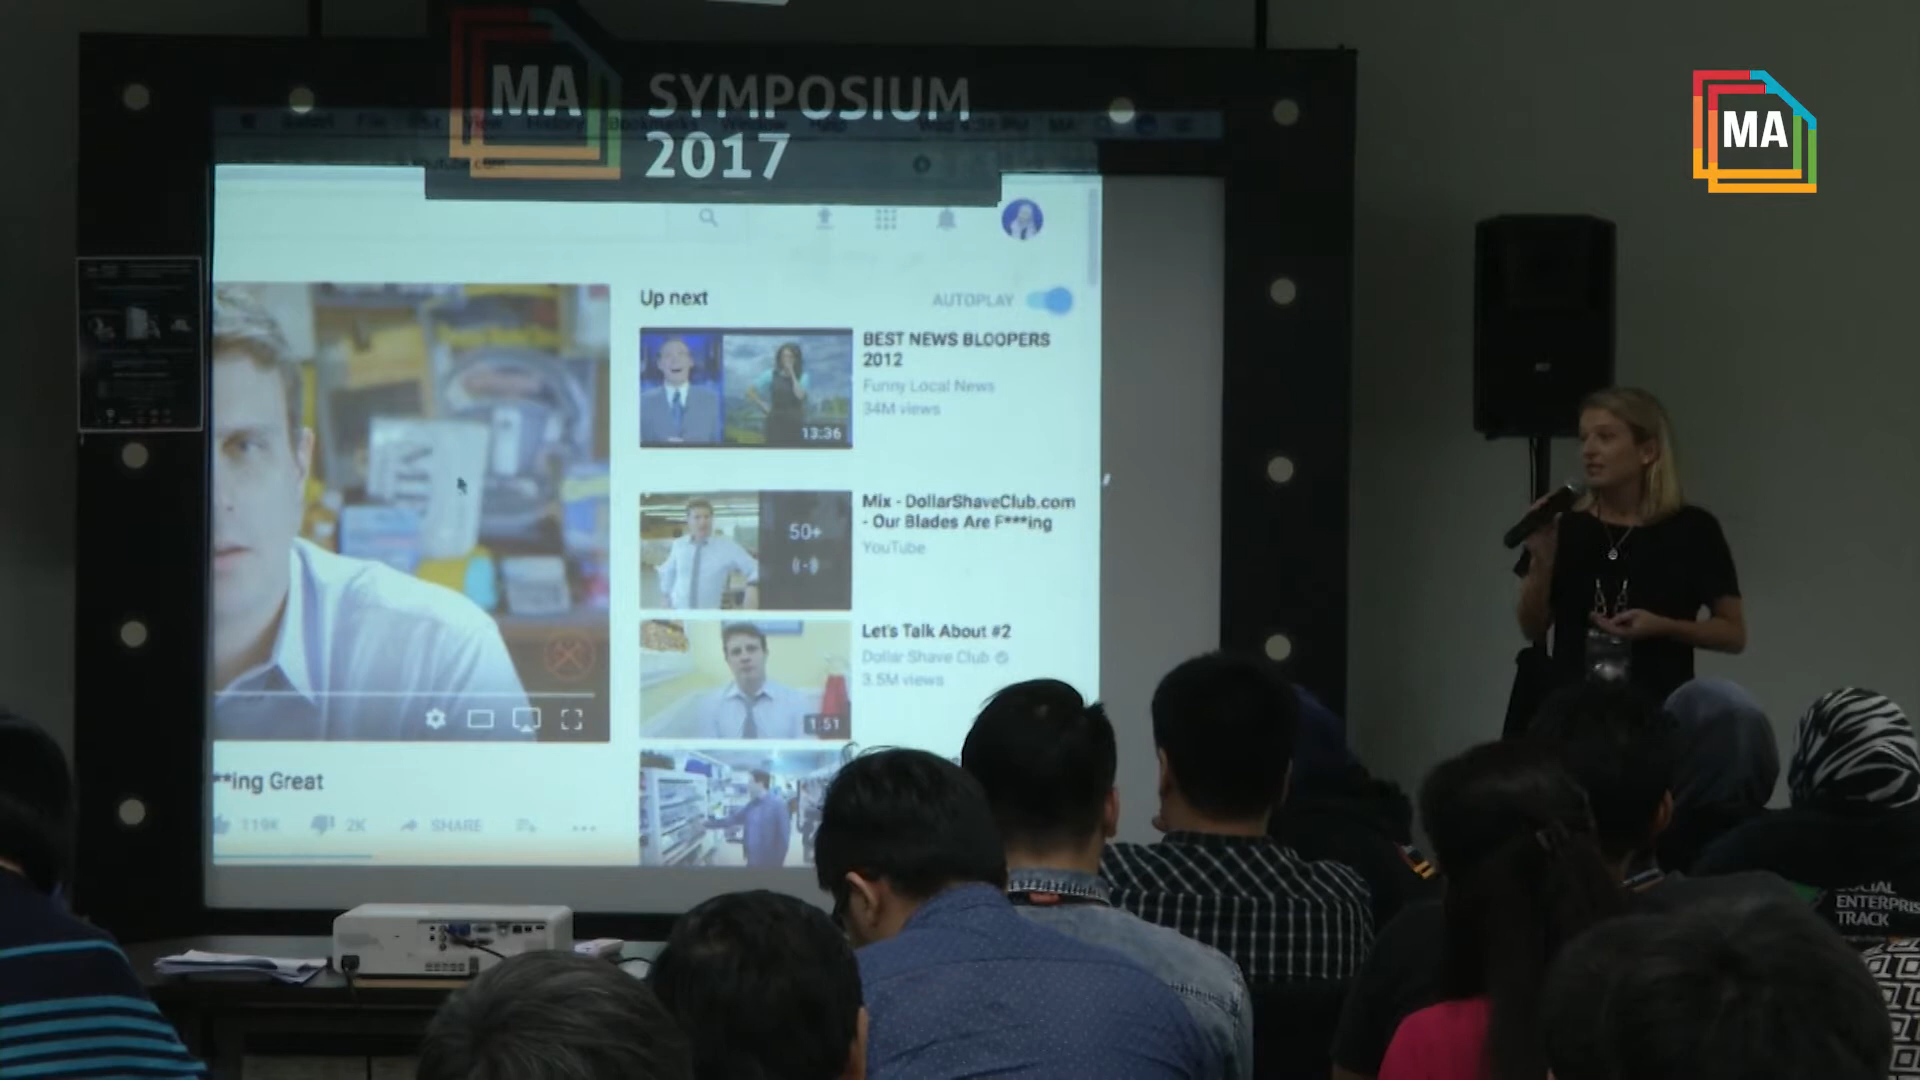 MA
SYMPOSIUM
2017
MA
Up next
AUTOPLAY
BEST NEWS BLOOPERS
2012
Funny Local News
34M views
13:36
Mix - DollarShaveClub.com
- Our Blades Are F***ing
YouTube
50+
Let's Talk About #2
Dollar Shave Club
3.5M views
1:51
**ing Great
119K
2K
SHARE
ENTERPRIS
TRACK